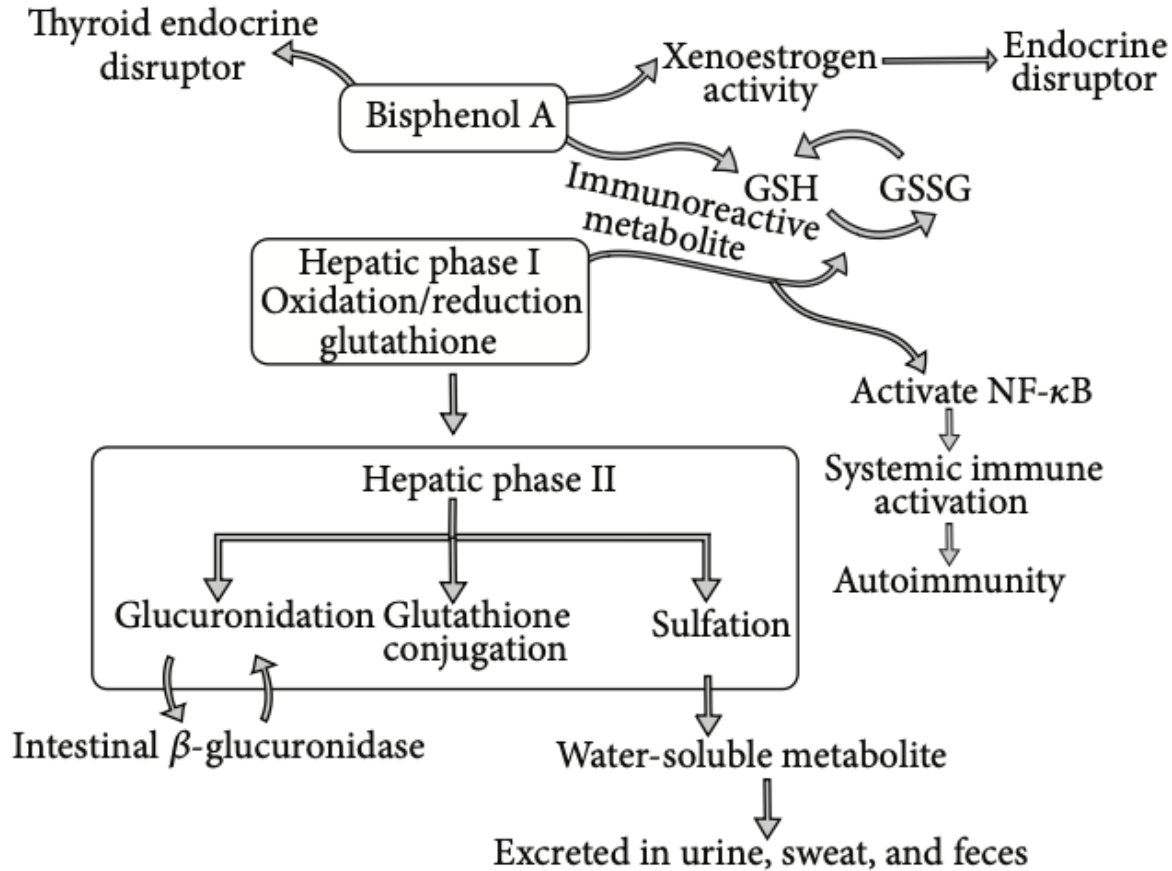 Thyroid endocrine
disruptor
Bisphenol A
Xenoestrogen
activity
Endocrine
disruptor
GSH
GSSG
Immunoreactive
metabolite
Hepatic phase I
Oxidation/reduction
glutathione
Activate NF-κB
Systemic immune
activation
Autoimmunity
Hepatic phase II
Glucuronidation
Glutathione
conjugation
Sulfation
Intestinal β-glucuronidase
Water-soluble metabolite
Excreted in urine, sweat, and feces